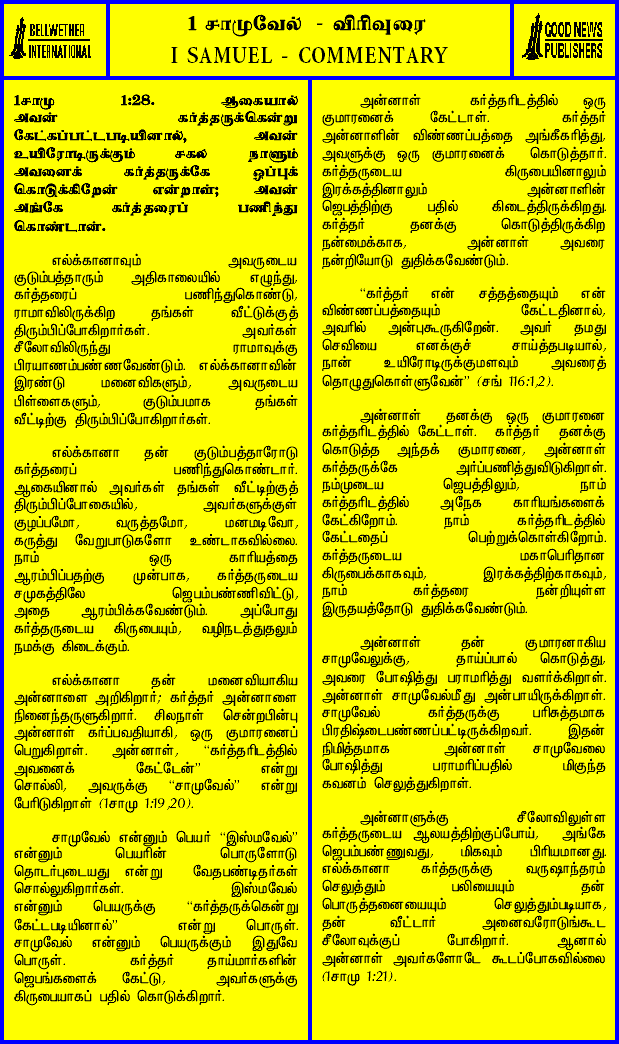 BELLWETHER
INTERNATIONAL
1 சாமுவேல் - விரிவுரை
I SAMUEL - COMMENTARY
GOOD NEWS
PUBLISHERS
1சாமு 1:28. ஆகையால்
அவன் கர்த்தருக்கென்று
கேட்கப்பட்டபடியினால், அவன்
உயிரோடிருக்கும் சகல நாளும்
அவனைக் கர்த்தருக்கே ஒப்புக்
கொடுக்கிறேன் என்றாள்; அவன்
அங்கே கர்த்தரைப் பணிந்து
கொண்டான்.
எல்க்கானாவும் அவருடைய
குடும்பத்தாரும் அதிகாலையில் எழுந்து,
கர்த்தரைப் பணிந்துகொண்டு,
ராமாவிலிருக்கிற தங்கள் வீட்டுக்குத்
திரும்பிப்போகிறார்கள். அவர்கள்
சீலோவிலிருந்து ராமாவுக்கு
பிரயாணம்பண்ணவேண்டும். எல்க்கானாவின்
இரண்டு மனைவிகளும், அவருடைய
பிள்ளைகளும், குடும்பமாக தங்கள்
வீட்டிற்கு திரும்பிப்போகிறார்கள்.
எல்க்கானா தன் குடும்பத்தாரோடு
கர்த்தரைப் பணிந்துகொண்டார்.
ஆகையினால் அவர்கள் தங்கள் வீட்டிற்குத்
திரும்பிப்போகையில், அவர்களுக்குள்
குழப்பமோ, வருத்தமோ, மனமடிவோ,
கருத்து வேறுபாடுகளோ உண்டாகவில்லை.
நாம் ஒரு காரியத்தை
ஆரம்பிப்பதற்கு முன்பாக, கர்த்தருடைய
சமுகத்திலே ஜெபம்பண்ணிவிட்டு,
அதை ஆரம்பிக்கவேண்டும். அப்போது
கர்த்தருடைய கிருபையும், வழிநடத்துதலும்
நமக்கு கிடைக்கும்.
எல்க்கானா தன் மனைவியாகிய
அன்னாளை அறிகிறார்; கர்த்தர் அன்னாளை
நினைந்தருளுகிறார். சிலநாள் சென்றபின்பு
அன்னாள் கர்ப்பவதியாகி, ஒரு குமாரனைப்
பெறுகிறாள். அன்னாள், “கர்த்தரிடத்தில்
அவனைக் கேட்டேன்” என்று
சொல்லி, அவருக்கு “சாமுவேல்” என்று
பேரிடுகிறாள் (1சாமு 1:19,20).
சாமுவேல் என்னும் பெயர் “இஸ்மவேல்”
என்னும் பெயரின் பொருளோடு
தொடர்புடையது என்று வேதபண்டிதர்கள்
சொல்லுகிறார்கள். இஸ்மவேல்
என்னும் பெயருக்கு “கர்த்தருக்கென்று
கேட்டபடியினால்” என்று பொருள்.
சாமுவேல் என்னும் பெயருக்கும் இதுவே
பொருள். கர்த்தர் தாய்மார்களின்
ஜெபங்களைக் கேட்டு, அவர்களுக்கு
கிருபையாகப் பதில் கொடுக்கிறார்.
அன்னாள் கர்த்தரிடத்தில் ஒரு
குமாரனைக் கேட்டாள். கர்த்தர்
அன்னாளின் விண்ணப்பத்தை அங்கீகரித்து,
அவளுக்கு ஒரு குமாரனைக் கொடுத்தார்.
கர்த்தருடைய கிருபையினாலும்
இரக்கத்தினாலும் அன்னாளின்
ஜெபத்திற்கு பதில் கிடைத்திருக்கிறது.
கர்த்தர் தனக்கு கொடுத்திருக்கிற
நன்மைக்காக, அன்னாள் அவரை
நன்றியோடு துதிக்கவேண்டும்.
“கர்த்தர் என் சத்தத்தையும் என்
விண்ணப்பத்தையும் கேட்டதினால்,
அவரில் அன்புகூருகிறேன். அவர் தமது
செவியை எனக்குச் சாய்த்தபடியால்,
நான் உயிரோடிருக்குமளவும் அவரைத்
தொழுதுகொள்ளுவேன்” (சங் 116:1,2).
அன்னாள் தனக்கு ஒரு குமாரனை
கர்த்தரிடத்தில் கேட்டாள். கர்த்தர் தனக்கு
கொடுத்த அந்தக் குமாரனை, அன்னாள்
கர்த்தருக்கே அர்ப்பணித்துவிடுகிறாள்.
நம்முடைய ஜெபத்திலும், நாம்
கர்த்தரிடத்தில் அநேக காரியங்களைக்
கேட்கிறோம். நாம் கர்த்தரிடத்தில்
கேட்டதைப் பெற்றுக்கொள்கிறோம்.
கர்த்தருடைய மகாபெரிதான
கிருபைக்காகவும், இரக்கத்திற்காகவும்,
நாம் கர்த்தரை நன்றியுள்ள
இருதயத்தோடு துதிக்கவேண்டும்.
அன்னாள் தன் குமாரனாகிய
சாமுவேலுக்கு, தாய்ப்பால் கொடுத்து,
அவரை போஷித்து பராமரித்து வளர்க்கிறாள்.
அன்னாள் சாமுவேல்மீது அன்பாயிருக்கிறாள்.
சாமுவேல் கர்த்தருக்கு பரிசுத்தமாக
பிரதிஷ்டைபண்ணப்பட்டிருக்கிறவர். இதன்
நிமித்தமாக அன்னாள் சாமுவேலை
போஷித்து பராமரிப்பதில் மிகுந்த
கவனம் செலுத்துகிறாள்.
அன்னாளுக்கு சீலோவிலுள்ள
கர்த்தருடைய ஆலயத்திற்குப்போய், அங்கே
ஜெபம்பண்ணுவது, மிகவும் பிரியமானது.
எல்க்கானா கர்த்தருக்கு வருஷாந்தரம்
செலுத்தும் பலியையும் தன்
பொருத்தனையையும் செலுத்தும்படியாக,
தன் வீட்டார் அனைவரோடுங்கூட
சீலோவுக்குப் போகிறார். ஆனால்
அன்னாள் அவர்களோடே கூடப்போகவில்லை
(1சாமு 1:21).